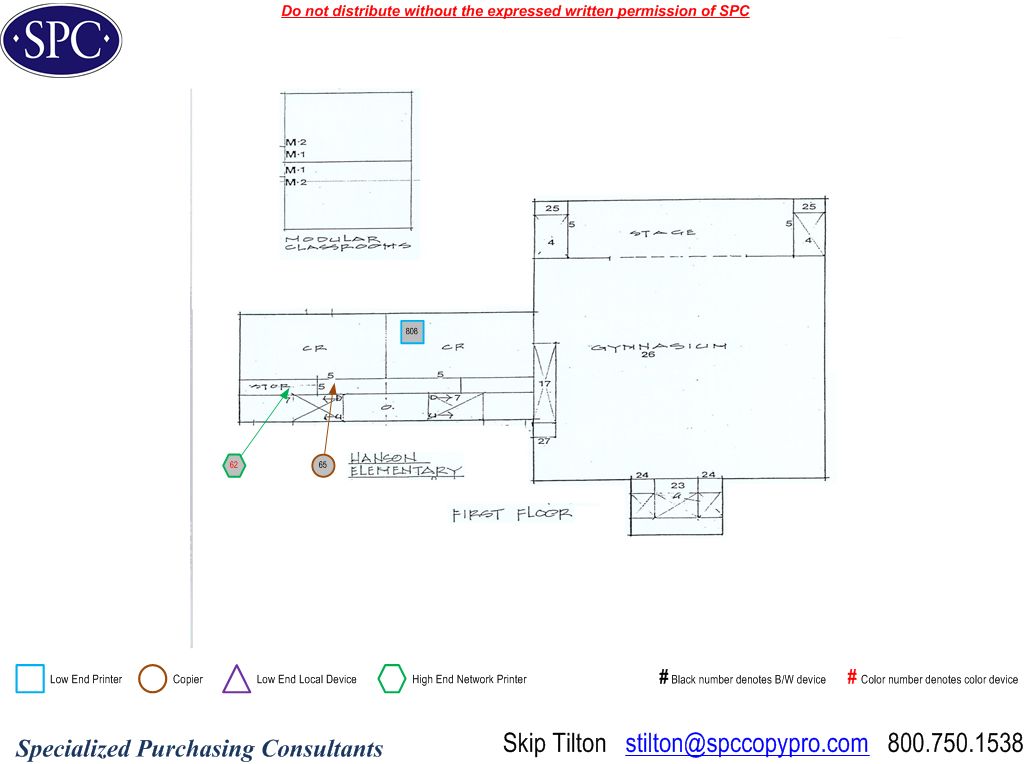 Do not distribute without the expressed written permission of SPC
SPC
M-2
M-1
M-1
M-2
MODULAR
CLASSROOMS
25
25
5
5
STAGE
4
4
808
CR
CR
GYMNASIUM
26
5
5
STOR
5
17
7
7
D
D
O.
U
U
27
62
65
HANSON
ELEMENTARY
24
24
23
FIRST FLOOR
Low End Printer
Copier
Low End Local Device
High End Network Printer
# Black number denotes B/W device
# Color number denotes color device
Specialized Purchasing Consultants
Skip Tilton stilton@spccopypro.com 800.750.1538